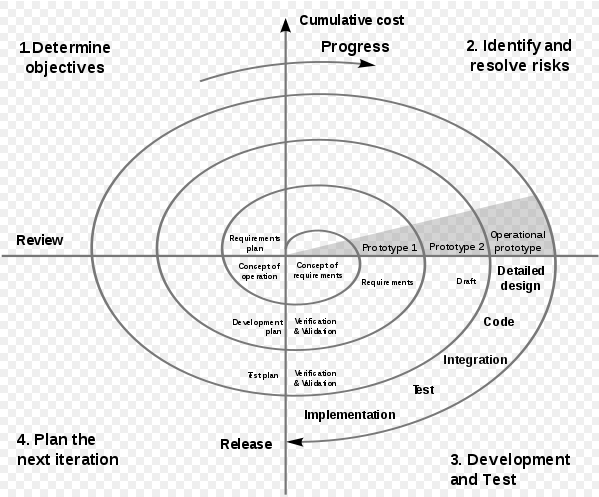 Cumulative cost
Progress
1.Determine
objectives
2. Identify and
resolve risks
Review
Requirements
plan
Prototype 1
Prototype 2
Operational
prototype
Concept of
operation
Concept of
requirements
Requirements
Draft
Detailed
design
Development
plan
Verification
& Validation
Code
Integration
Test plan
Verification
& Validation
Test
Implementation
Release
4. Plan the
next iteration
3. Development
and Test